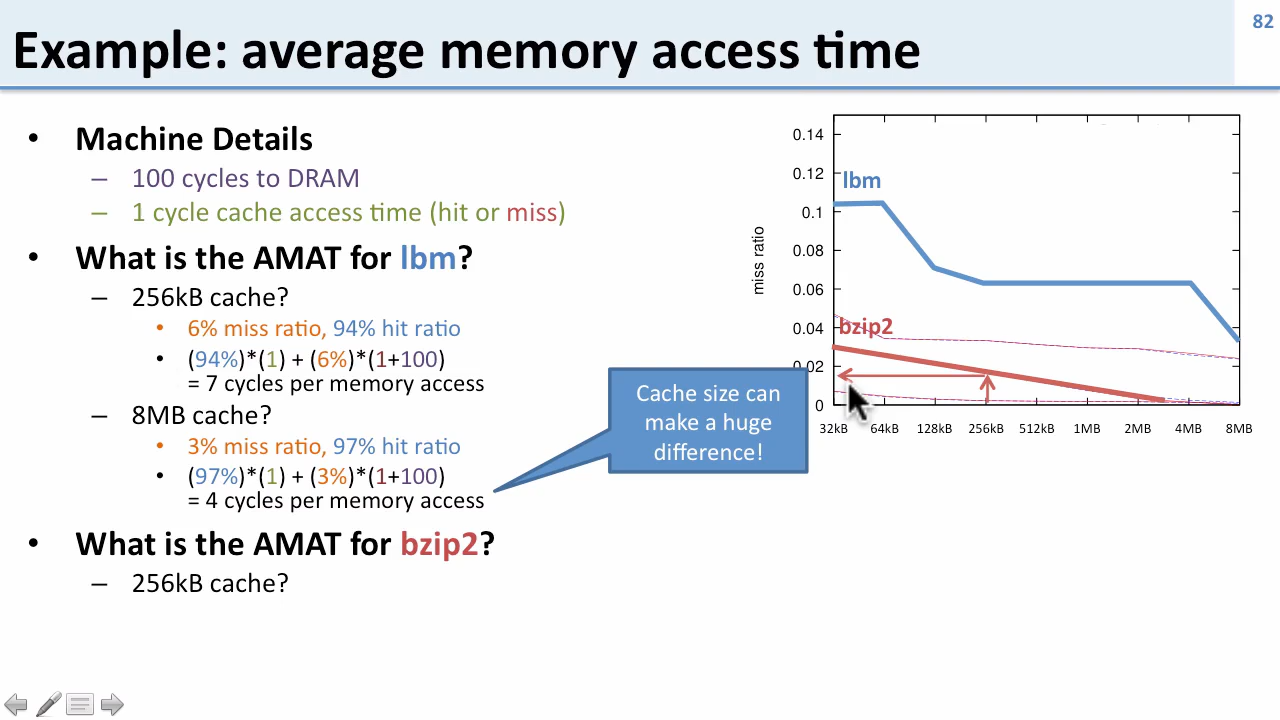 82
Example: average memory access time
• Machine Details
– 100 cycles to DRAM
– 1 cycle cache access time (hit or miss)
• What is the AMAT for lbm?
– 256kB cache?
• 6% miss ratio, 94% hit ratio
• (94%)*(1) + (6%)*(1+100)
= 7 cycles per memory access
– 8MB cache?
• 3% miss ratio, 97% hit ratio
• (97%)*(1) + (3%)*(1+100)
= 4 cycles per memory access
• What is the AMAT for bzip2?
– 256kB cache?
Cache size can
make a huge
difference!
miss ratio
0.14
0.12
0.1
0.08
0.06
0.04
0.02
0
lbm
bzip2
32kB 64kB 128kB 256kB 512kB 1MB 2MB 4MB 8MB